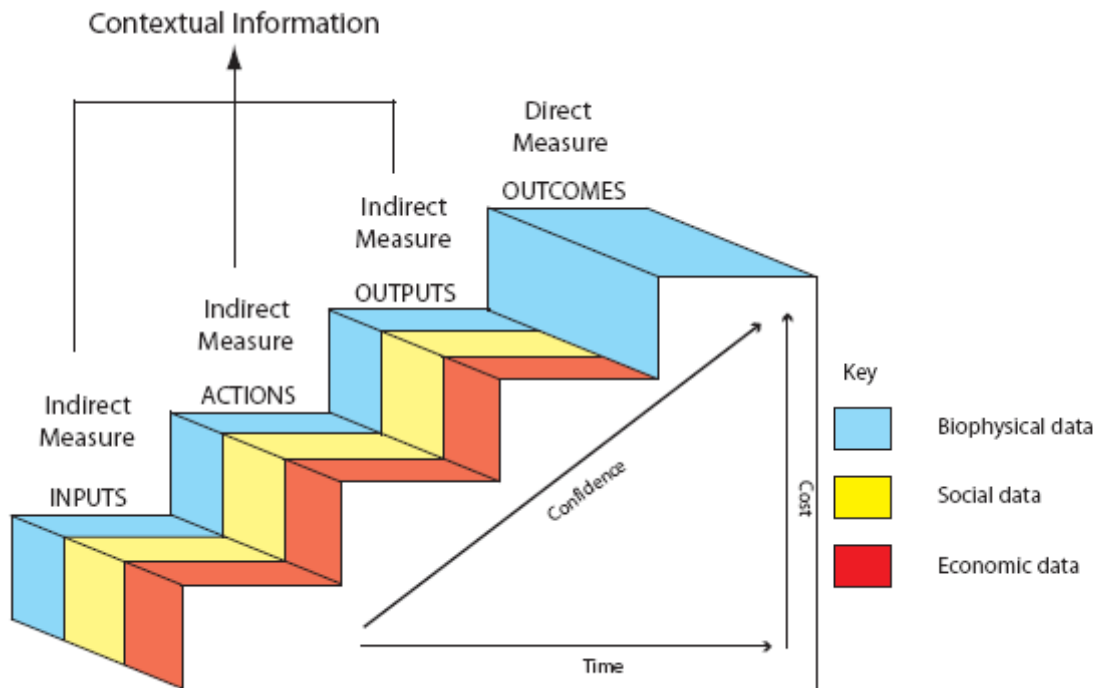 Contextual Information
Direct
Measure
OUTCOMES
Indirect
Measure
OUTPUTS
Indirect
Measure
ACTIONS
Indirect
Measure
INPUTS
Confidence
Cost
Time
Key
Biophysical data
Social data
Economic data